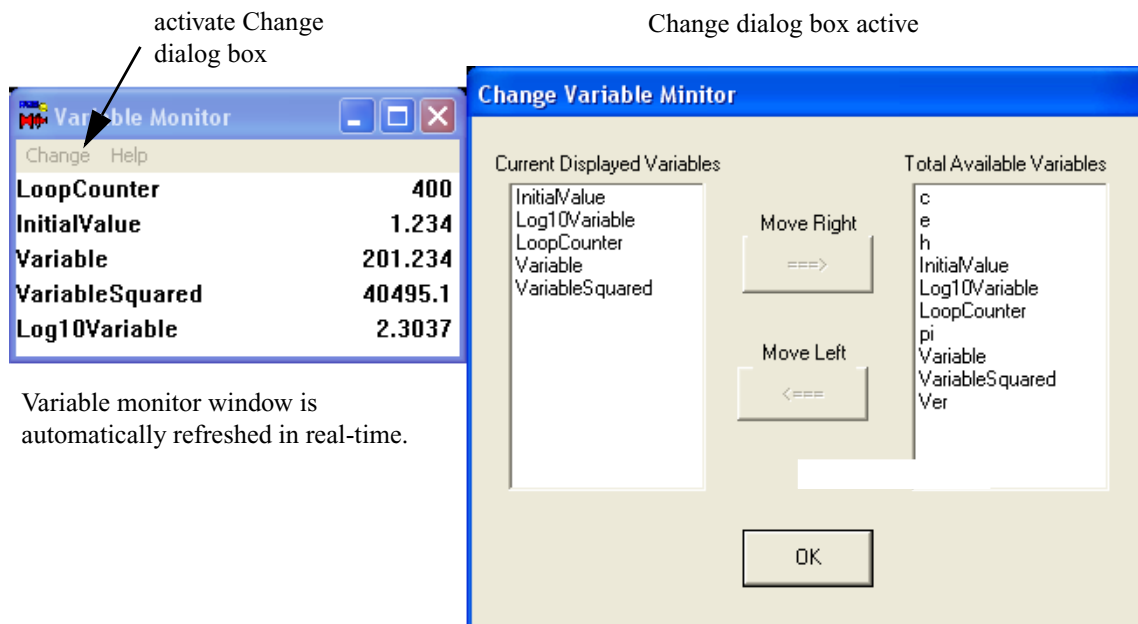 activate Change
dialog box
Change dialog box active
Variable Monitor
Change Help
LoopCounter 400
InitialValue 1.234
Variable 201.234
VariableSquared 40495.1
Log10Variable 2.3037
Variable monitor window is
automatically refreshed in real-time.
Change Variable Minitor
Current Displayed Variables
InitialValue
Log10Variable
LoopCounter
Variable
VariableSquared
Move Right
===>
Move Left
<===
Total Available Variables
c
e
h
InitialValue
Log10Variable
LoopCounter
pi
Variable
VariableSquared
Ver
OK